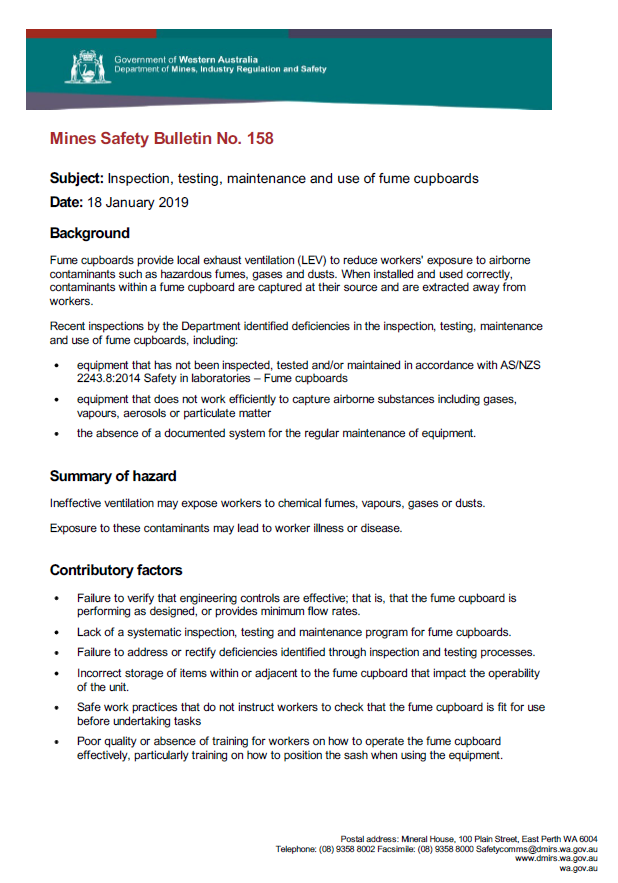 Government of Western Australia
Department of Mines, Industry Regulation and Safety
Mines Safety Bulletin No. 158
Subject: Inspection, testing, maintenance and use of fume cupboards
Date: 18 January 2019
Background
Fume cupboards provide local exhaust ventilation (LEV) to reduce workers' exposure to airborne
contaminants such as hazardous fumes, gases and dusts. When installed and used correctly,
contaminants within a fume cupboard are captured at their source and are extracted away from
workers.
Recent inspections by the Department identified deficiencies in the inspection, testing, maintenance
and use of fume cupboards, including:
• equipment that has not been inspected, tested and/or maintained in accordance with AS/NZS
2243.8:2014 Safety in laboratories – Fume cupboards
• equipment that does not work efficiently to capture airborne substances including gases,
vapours, aerosols or particulate matter
• the absence of a documented system for the regular maintenance of equipment.
Summary of hazard
Ineffective ventilation may expose workers to chemical fumes, vapours, gases or dusts.
Exposure to these contaminants may lead to worker illness or disease.
Contributory factors
• Failure to verify that engineering controls are effective; that is, that the fume cupboard is
performing as designed, or provides minimum flow rates.
• Lack of a systematic inspection, testing and maintenance program for fume cupboards.
• Failure to address or rectify deficiencies identified through inspection and testing processes.
• Incorrect storage of items within or adjacent to the fume cupboard that impact the operability
of the unit.
• Safe work practices that do not instruct workers to check that the fume cupboard is fit for use
before undertaking tasks
• Poor quality or absence of training for workers on how to operate the fume cupboard
effectively, particularly training on how to position the sash when using the equipment.
Postal address: Mineral House, 100 Plain Street, East Perth WA 6004
Telephone: (08) 9358 8002 Facsimile: (08) 9358 8000 Safetycomms@dmirs.wa.gov.au
www.dmirs.wa.gov.au
wa.gov.au